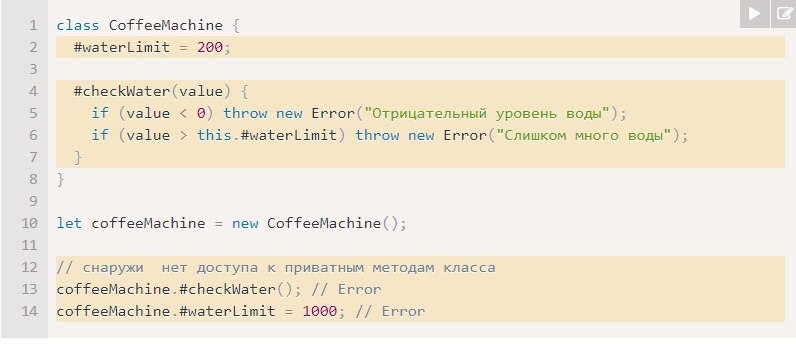 1 class CoffeeMachine {
2   #waterLimit = 200;
3
4   #checkWater(value) {
5     if (value < 0) throw new Error("Отрицательный уровень воды");
6     if (value > this.#waterLimit) throw new Error("Слишком много воды");
7   }
8 }
9
10 let coffeeMachine = new CoffeeMachine();
11
12 // снаружи  нет доступа к приватным методам класса
13 coffeeMachine.#checkWater(); // Error
14 coffeeMachine.#waterLimit = 1000; // Error